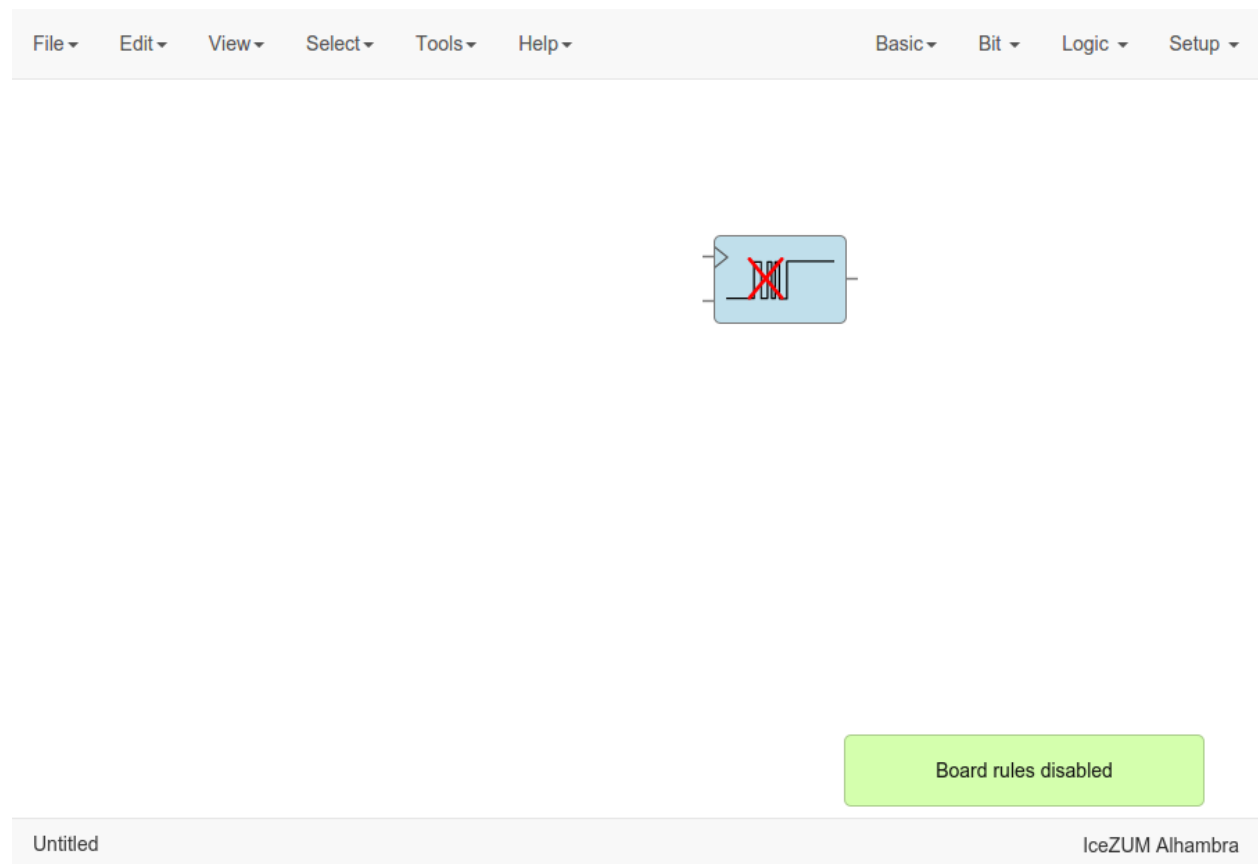 File Edit View Select Tools Help Basic Bit Logic Setup
Board rules disabled
Untitled IceZUM Alhambra